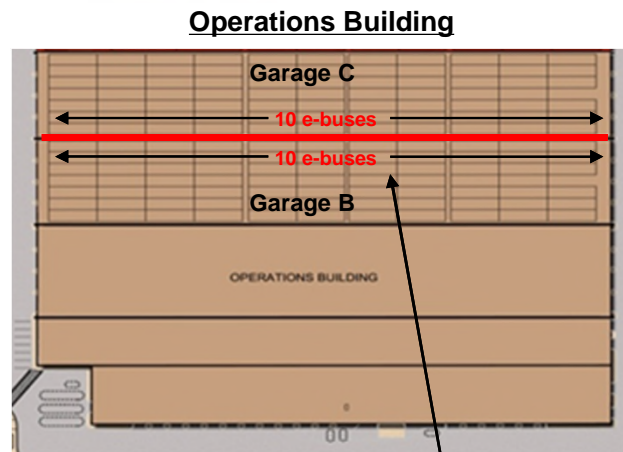 Operations Building
Garage C
10 e-buses
10 e-buses
Garage B
OPERATIONS BUILDING